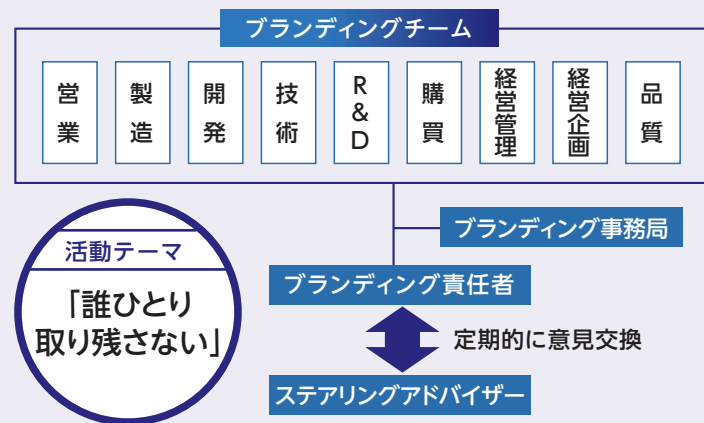 ブランディングチーム
営業
製造
開発
技術
R&D
購買
経営管理
経営企画
品質
ブランディング事務局
ブランディング責任者
定期的に意見交換
ステアリングアドバイザー
活動テーマ
「誰ひとり
取り残さない」